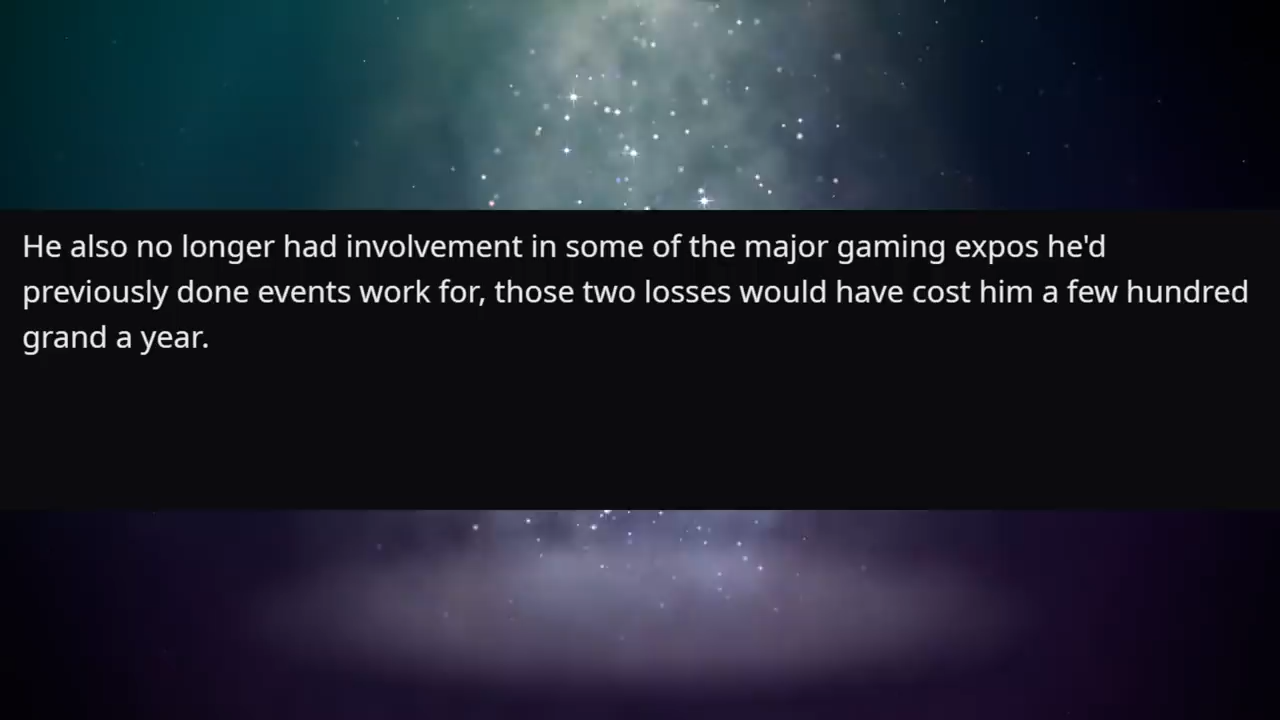 He also no longer had involvement in some of the major gaming expos he'd
previously done events work for, those two losses would have cost him a few hundred
grand a year.